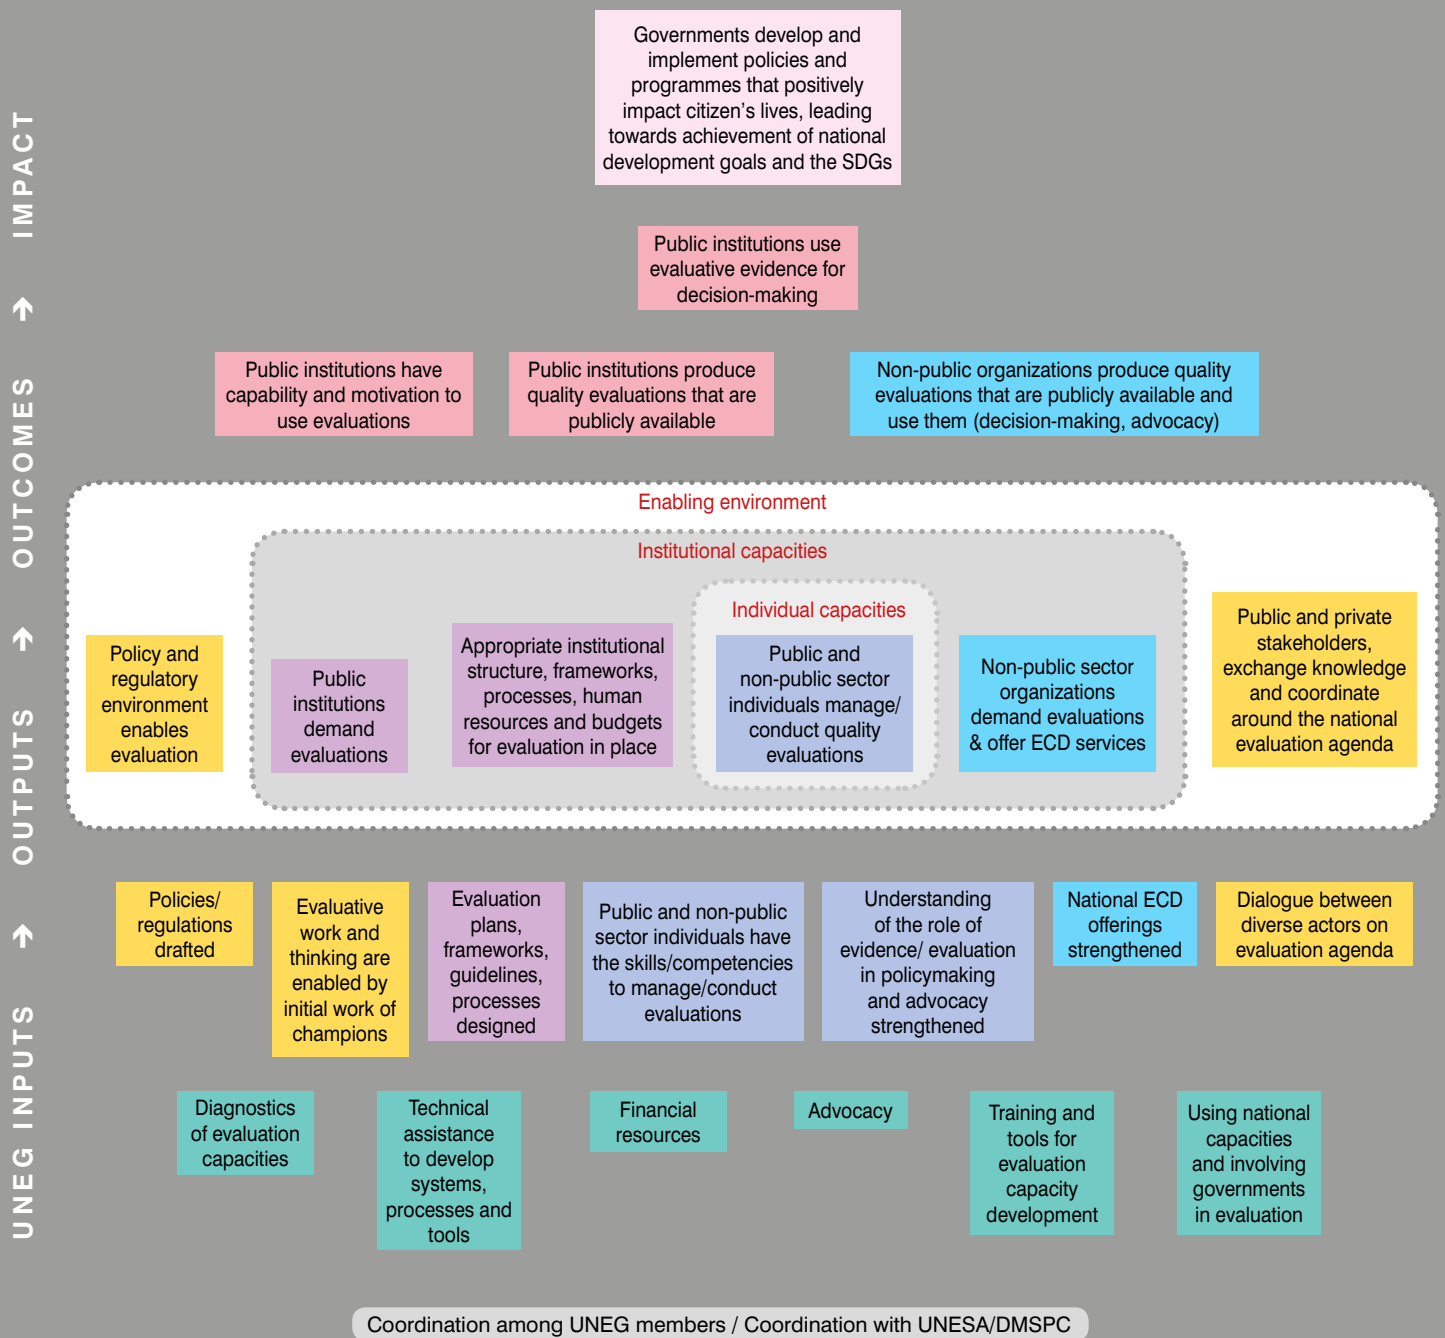 Governments develop and
implement policies and
programmes that positively
impact citizen's lives, leading
towards achievement of national
development goals and the SDGs
IMPACT
Public institutions use
evaluative evidence for
decision-making
Public institutions have
capability and motivation to
use evaluations
Public institutions produce
quality evaluations that are
publicly available
Non-public organizations produce quality
evaluations that are publicly available and
use them (decision-making, advocacy)
OUTCOMES
Enabling environment
Institutional capacities
Individual capacities
Policy and
regulatory
environment
enables
evaluation
Public
institutions
demand
evaluations
Appropriate institutional
structure, frameworks,
processes, human
resources and budgets
for evaluation in place
Public and
non-public sector
individuals manage/
conduct quality
evaluations
Non-public sector
organizations
demand evaluations
& offer ECD services
Public and private
stakeholders,
exchange knowledge
and coordinate
around the national
evaluation agenda
OUTPUTS
Policies/
regulations
drafted
Evaluative
work and
thinking are
enabled by
initial work of
champions
Evaluation
plans,
frameworks,
guidelines,
processes
designed
Public and non-public
sector individuals have
the skills/competencies
to manage/conduct
evaluations
Understanding
of the role of
evidence/ evaluation
in policymaking
and advocacy
strengthened
National ECD
offerings
strengthened
Dialogue between
diverse actors on
evaluation agenda
UNEG INPUTS
Diagnostics
of evaluation
capacities
Technical
assistance
to develop
systems,
processes and
tools
Financial
resources
Advocacy
Training and
tools for
evaluation
capacity
development
Using national
capacities
and involving
governments
in evaluation
Coordination among UNEG members / Coordination with UNESA/DMSPC